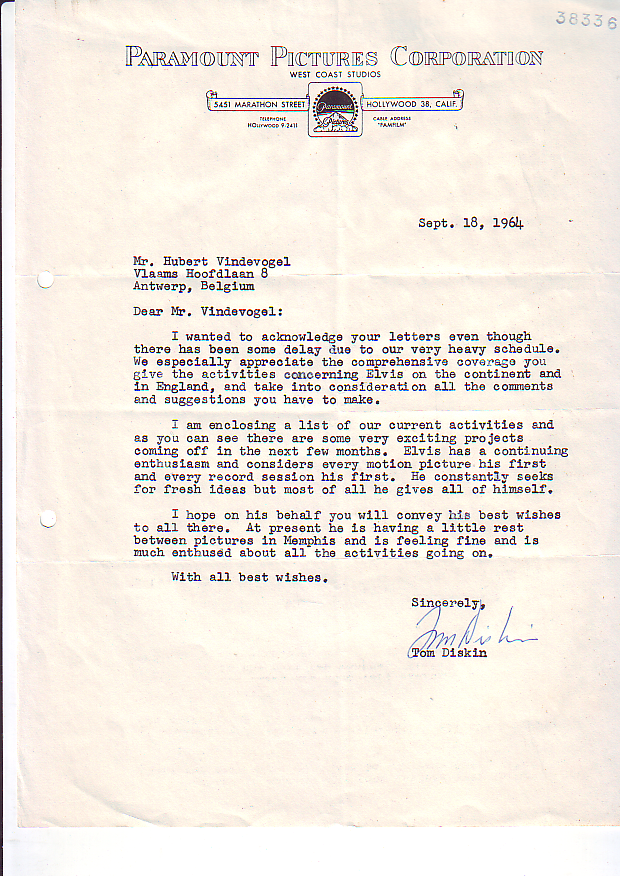 38336
PARAMOUNT PICTURES CORPORATION
WEST COAST STUDIOS
5451 MARATHON STREET
HOLLYWOOD 38, CALIF.
Paramount
Pictures
TELEPHONE
HOLLYWOOD 9-2411
CABLE ADDRESS
"FAMFILM"
Sept. 18, 1964
Mr. Hubert Vindevogel
Vlaams Hoofdlaan 8
Antwerp, Belgium
Dear Mr. Vindevogel:
I wanted to acknowledge your letters even though
there has been some delay due to our very heavy schedule.
We especially appreciate the comprehensive coverage you
give the activities concerning Elvis on the continent and
in England, and take into consideration all the comments
and suggestions you have to make.
I am enclosing a list of our current activities and
as you can see there are some very exciting projects
coming off in the next few months. Elvis has a continuing
enthusiasm and considers every motion picture his first
and every record session his first. He constantly seeks
for fresh ideas but most of all he gives all of himself.
I hope on his behalf you will convey his best wishes
to all there. At present he is having a little rest
between pictures in Memphis and is feeling fine and is
much enthused about all the activities going on.
With all best wishes.
Sincerely,
Tom Diskin
Tom Diskin